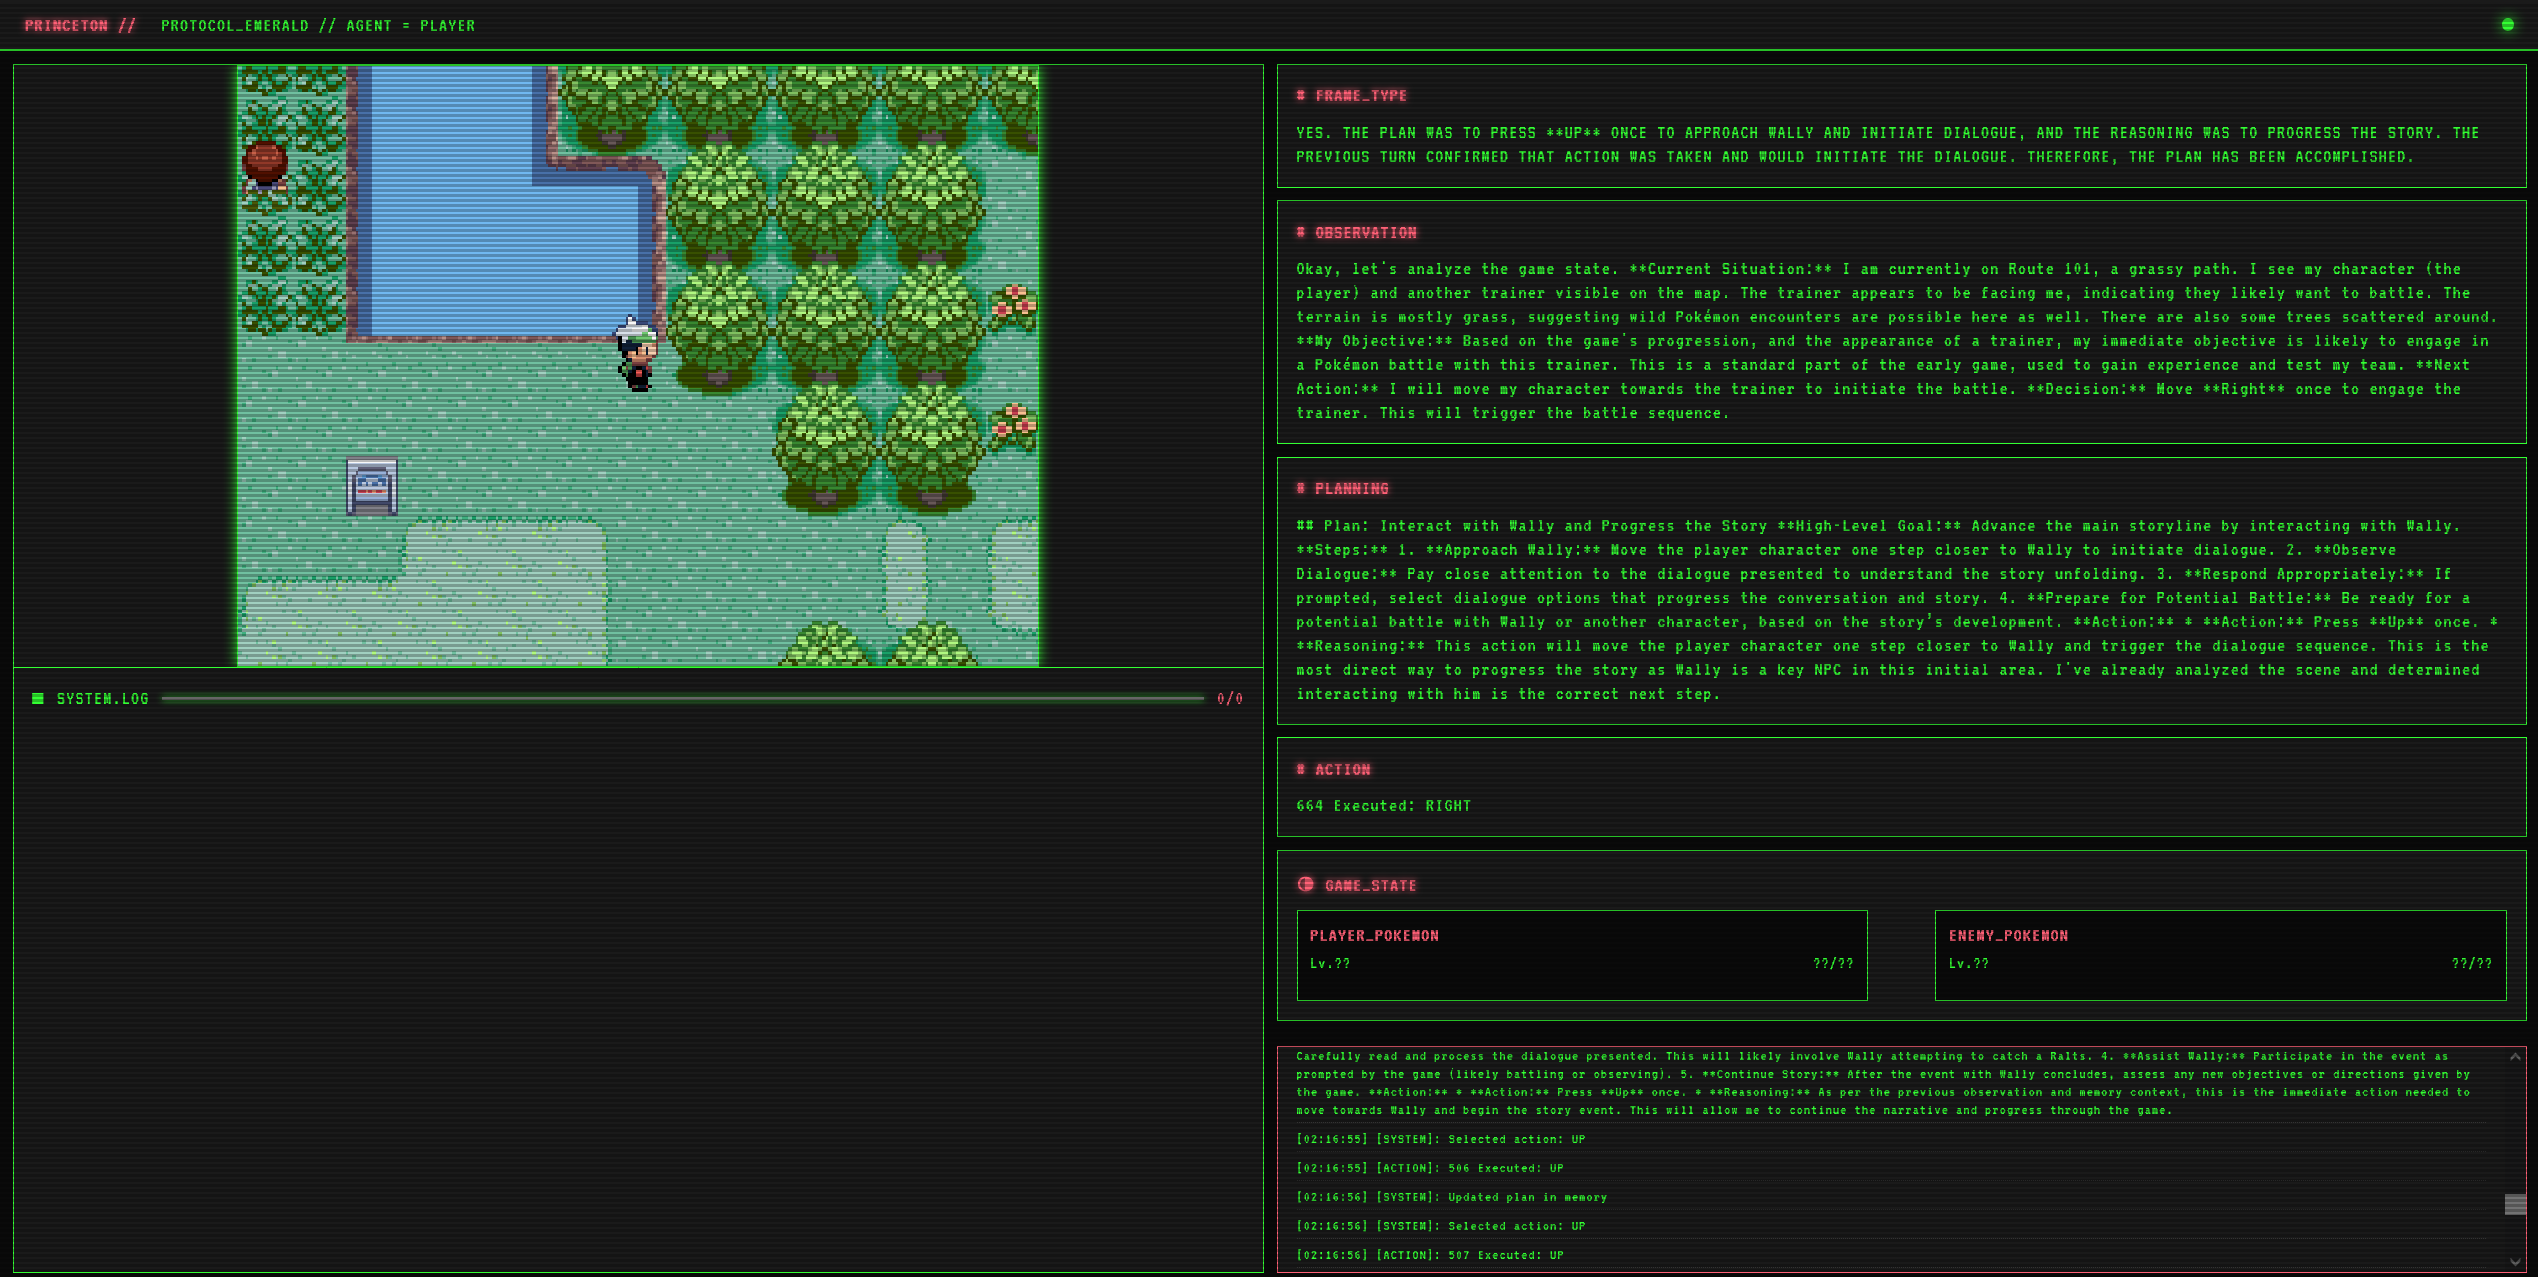 PRINCETON // PROTOCOL_EMERALD // AGENT = PLAYER
SYSTEM.LOG 0/0
# FRAME_TYPE
YES. THE PLAN WAS TO PRESS **UP** ONCE TO APPROACH WALLY AND INITIATE DIALOGUE, AND THE REASONING WAS TO PROGRESS THE STORY. THE
PREVIOUS TURN CONFIRMED THAT ACTION WAS TAKEN AND WOULD INITIATE THE DIALOGUE. THEREFORE, THE PLAN HAS BEEN ACCOMPLISHED.
# OBSERVATION
Okay, let's analyze the game state. **Current Situation:** I am currently on Route 101, a grassy path. I see my character (the
player) and another trainer visible on the map. The trainer appears to be facing me, indicating they likely want to battle. The
terrain is mostly grass, suggesting wild Pokémon encounters are possible here as well. There are also some trees scattered around.
**My Objective:** Based on the game's progression, and the appearance of a trainer, my immediate objective is likely to engage in
a Pokémon battle with this trainer. This is a standard part of the early game, used to gain experience and test my team. **Next
Action:** I will move my character towards the trainer to initiate the battle. **Decision:** Move **Right** once to engage the
trainer. This will trigger the battle sequence.
# PLANNING
## Plan: Interact with Wally and Progress the Story **High-Level Goal:** Advance the main storyline by interacting with Wally.
**Steps:** 1. **Approach Wally:** Move the player character one step closer to Wally to initiate dialogue. 2. **Observe
Dialogue:** Pay close attention to the dialogue presented to understand the story unfolding. 3. **Respond Appropriately:** If
prompted, select dialogue options that progress the conversation and story. 4. **Prepare for Potential Battle:** Be ready for a
potential battle with Wally or another character, based on the story's development. **Action:** * **Action:** Press **Up** once. *
**Reasoning:** This action will move the player character one step closer to Wally and trigger the dialogue sequence. This is the
most direct way to progress the story as Wally is a key NPC in this initial area. I've already analyzed the scene and determined
interacting with him is the correct next step.
# ACTION
664 Executed: RIGHT
GAME_STATE
PLAYER_POKEMON
Lv.?? ??/??
ENEMY_POKEMON
Lv.?? ??/??
Carefully read and process the dialogue presented. This will likely involve Wally attempting to catch a Ralts. 4. **Assist Wally:** Participate in the event as
prompted by the game (likely battling or observing). 5. **Continue Story:** After the event with Wally concludes, assess any new objectives or directions given by
the game. **Action:** * **Action:** Press **Up** once. * **Reasoning:** As per the previous observation and memory context, this is the immediate action needed to
move towards Wally and begin the story event. This will allow me to continue the narrative and progress through the game.
[02:16:55] [SYSTEM]: Selected action: UP
[02:16:55] [ACTION]: 506 Executed: UP
[02:16:56] [SYSTEM]: Updated plan in memory
[02:16:56] [SYSTEM]: Selected action: UP
[02:16:56] [ACTION]: 507 Executed: UP